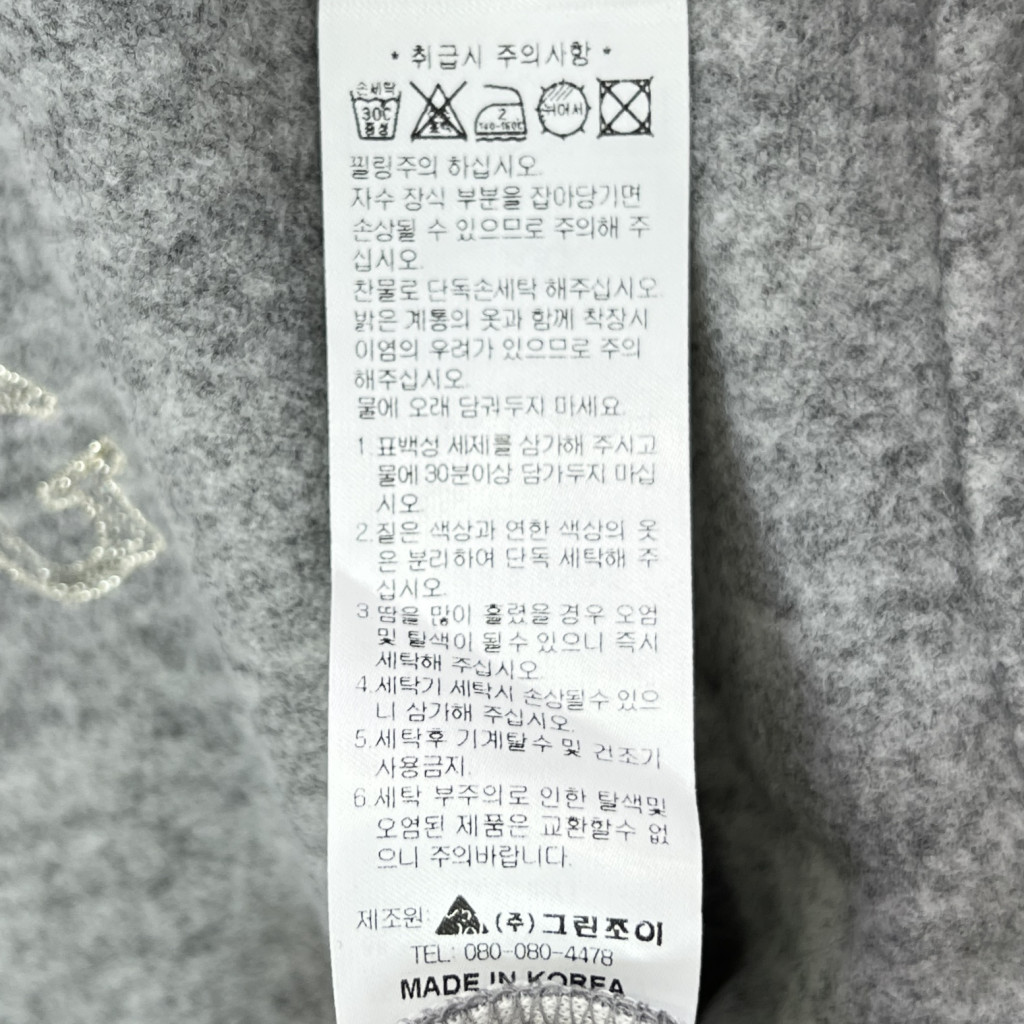 * 취급시 주의사항 *
손세탁
30℃
중성
2
140-160℃
뉘어서
필링주의 하십시오.
자수 장식 부분을 잡아당기면
손상될 수 있으므로 주의해 주
십시오.
찬물로 단독손세탁 해주십시오.
밝은 계통의 옷과 함께 착장시
이염의 우려가 있으므로 주의
해주십시오.
물에 오래 담궈두지 마세요.
1.표백성 세제를 삼가해 주시고
물에 30분이상 담가두지 마십
시오.
2.짙은 색상과 연한 색상의 옷
은 분리하여 단독 세탁해 주
십시오.
3 땀을 많이 흘렸을 경우 오염
및 탈색이 될 수 있으니 즉시
세탁해 주십시오.
4.세탁기 세탁시 손상될수 있으
니 삼가해 주십시오.
5.세탁후 기계탈수 및 건조기
사용금지.
6.세탁 부주의로 인한 탈색및
오염된 제품은 교환할수 없
으니 주의바랍니다.
제조원: (주)그린조이
TEL: 080-080-4478
MADE IN KOREA